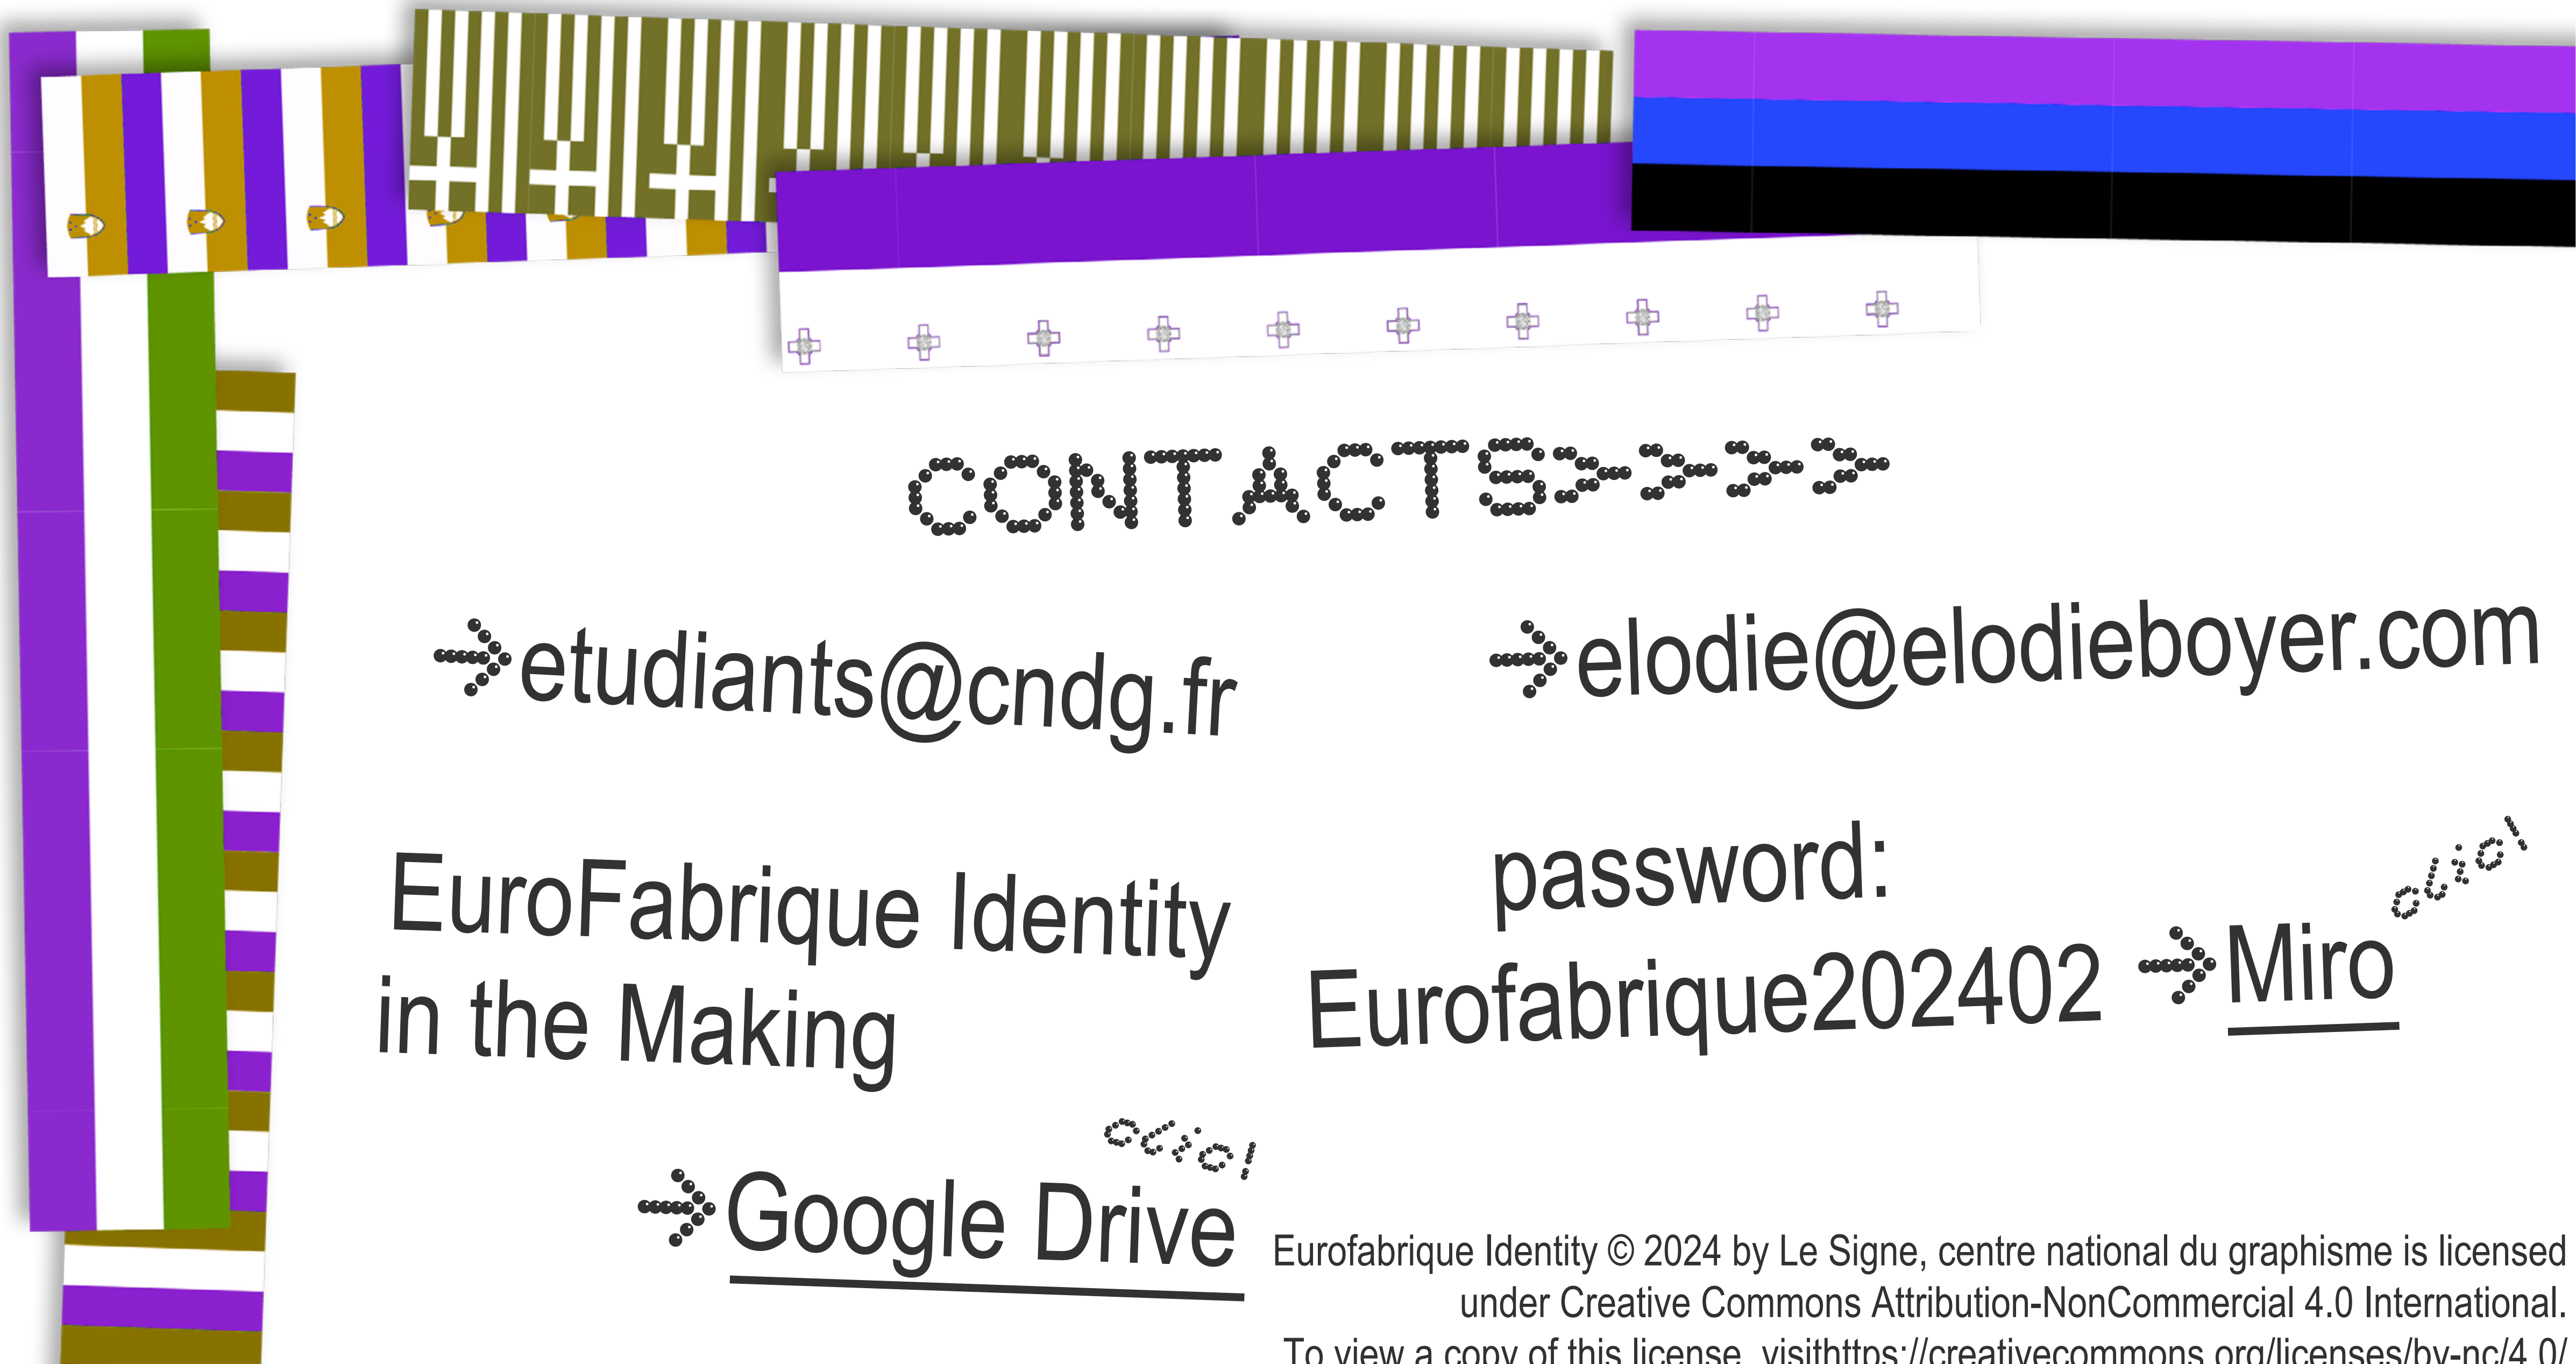 CONTACTS>>>>
→etudiants@cndg.fr
→elodie@elodieboyer.com
EuroFabrique Identity
in the Making
password:
Eurofabrique202402
→Miro
clic!
clic!
→Google Drive
Eurofabrique Identity © 2024 by Le Signe, centre national du graphisme is licensed
under Creative Commons Attribution-NonCommercial 4.0 International.
To view a copy of this license, visithttps://creativecommons.org/licenses/by-nc/4.0/